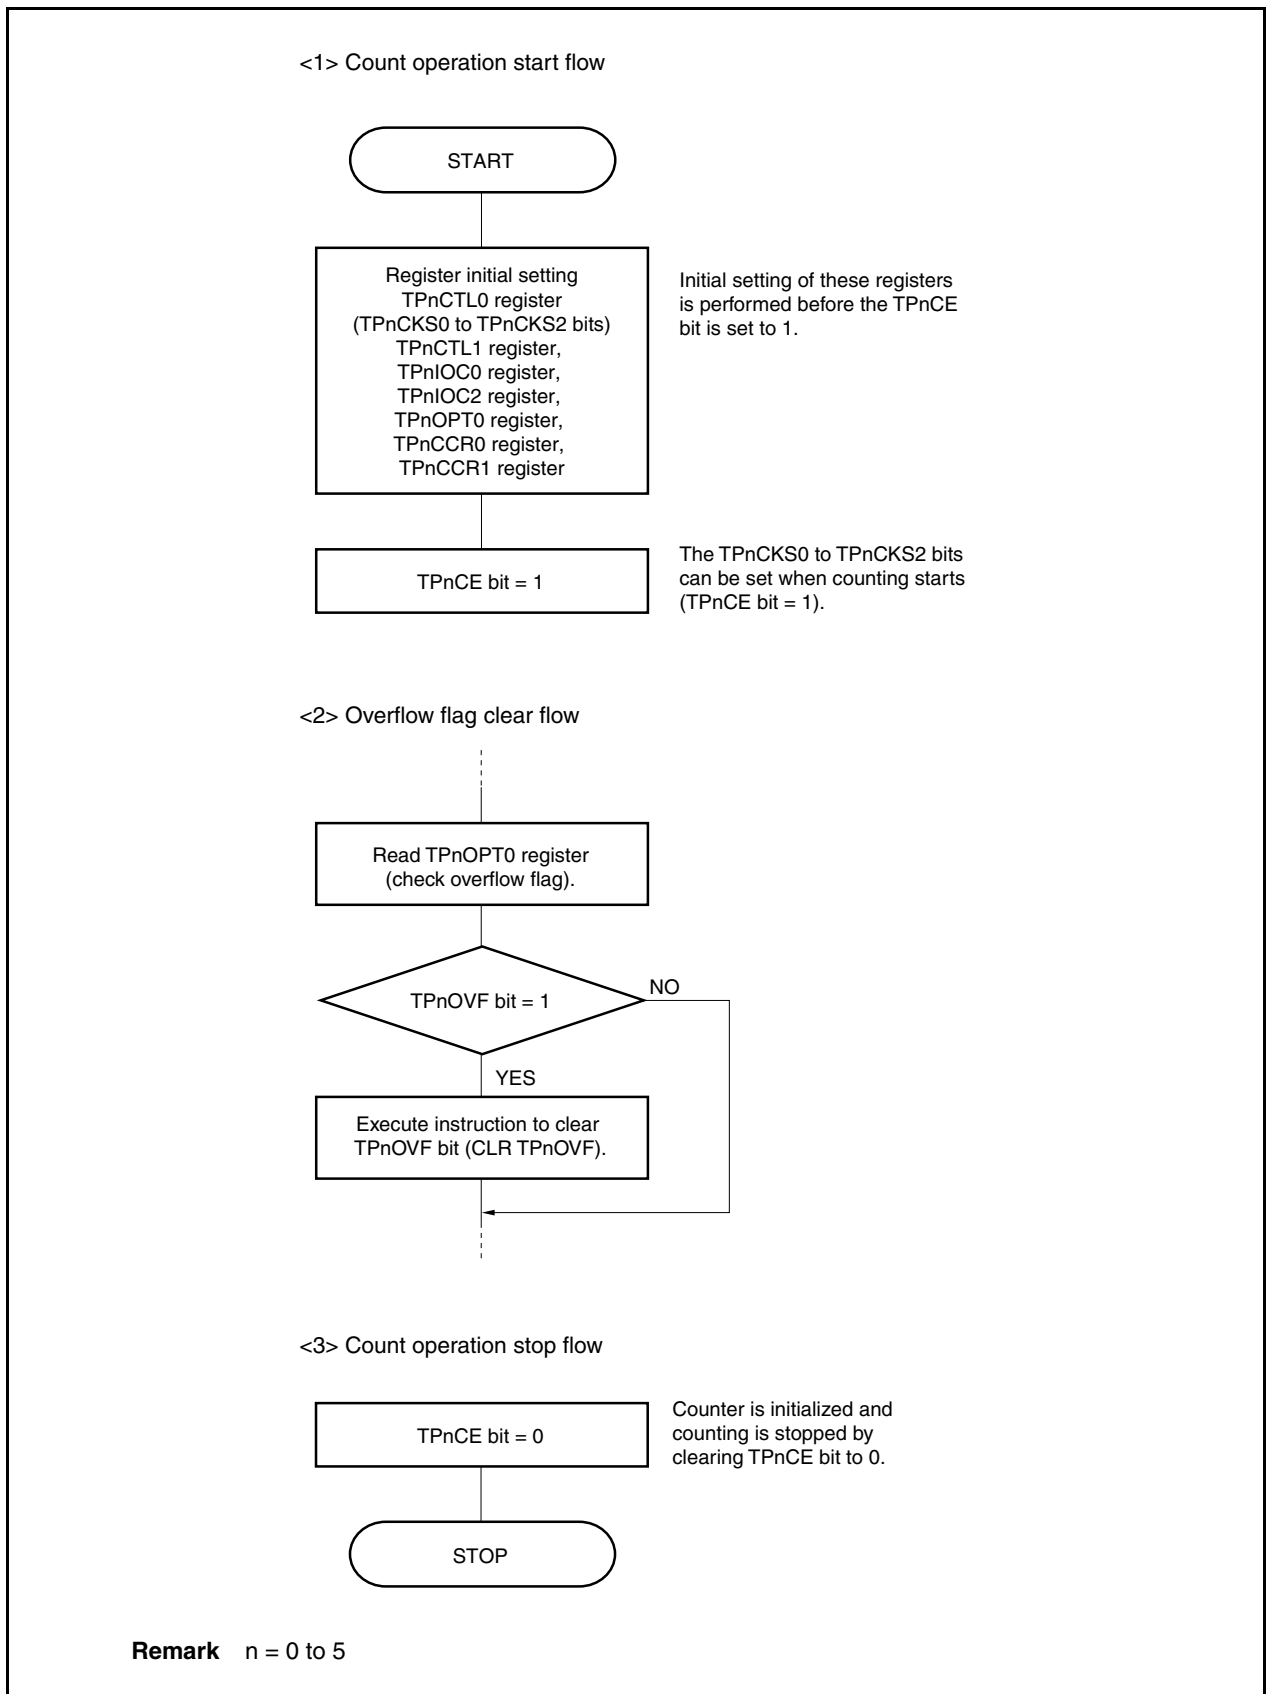 <1> Count operation start flow
START
Register initial setting
TPnCTL0 register
(TPnCKS0 to TPnCKS2 bits)
TPnCTL1 register,
TPnIOC0 register,
TPnIOC2 register,
TPnOPT0 register,
TPnCCR0 register,
TPnCCR1 register
Initial setting of these registers
is performed before the TPnCE
bit is set to 1.
TPnCE bit = 1
The TPnCKS0 to TPnCKS2 bits
can be set when counting starts
(TPnCE bit = 1).
<2> Overflow flag clear flow
Read TPnOPT0 register
(check overflow flag).
TPnOVF bit = 1
NO
YES
Execute instruction to clear
TPnOVF bit (CLR TPnOVF).
<3> Count operation stop flow
TPnCE bit = 0
Counter is initialized and
counting is stopped by
clearing TPnCE bit to 0.
STOP
Remark n = 0 to 5